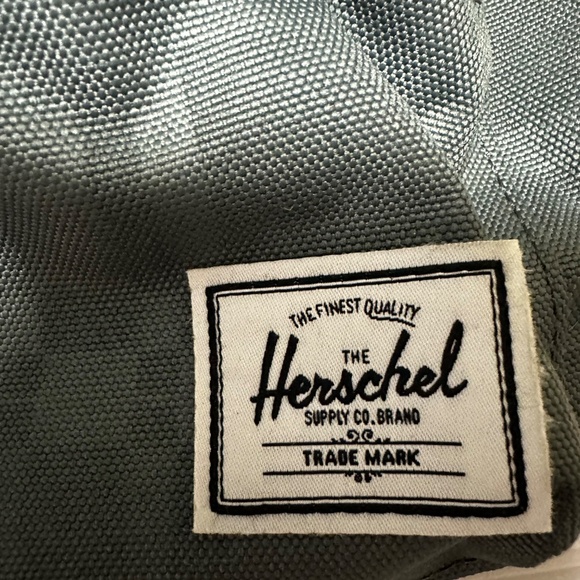 THE FINEST QUALITY
THE
Herschel
SUPPLY CO. BRAND
TRADE MARK